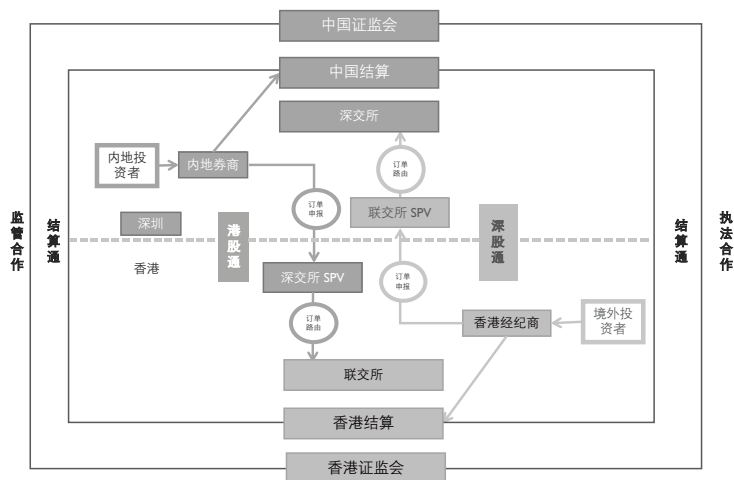 中国证监会
中国结算
深交所
内地投
资者
内地券商
订单
路由
订单
申报
联交所 SPV
深圳
港
股
通
深
股
通
监
管
合
作
结
算
通
结
算
通
执
法
合
作
香港
深交所 SPV
订单
申报
境外投
资者
香港经纪商
订单
路由
联交所
香港结算
香港证监会